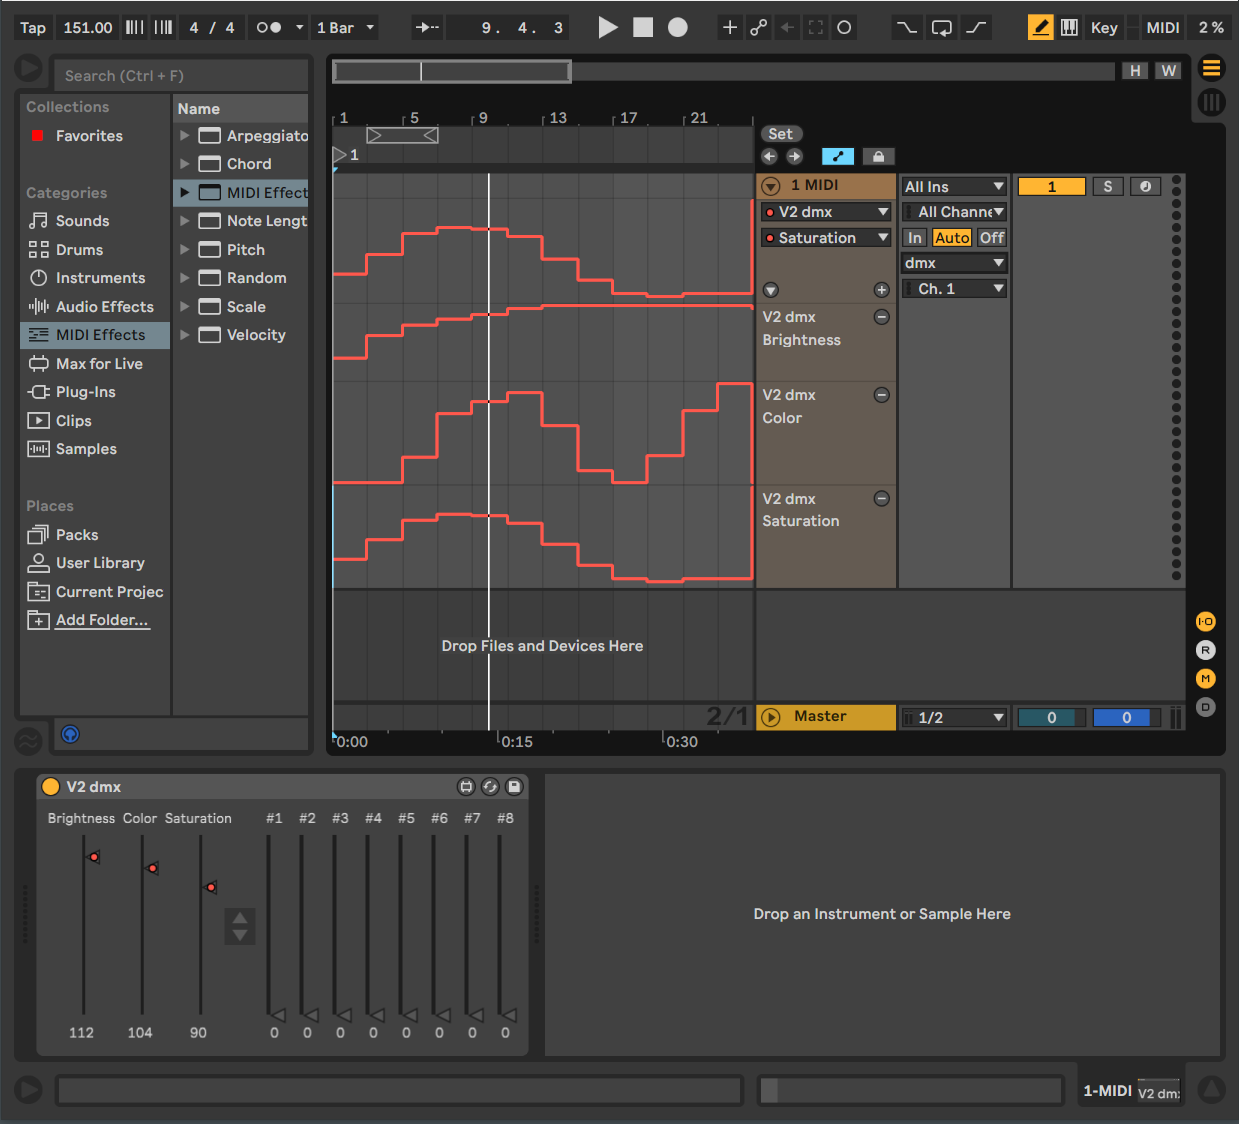 Tap 151.00 4 / 4 1 Bar 9. 4. 3 Key MIDI 2 %
Search (Ctrl + F)
H W
Collections
Name
Favorites
Categories
Sounds
Drums
Instruments
Audio Effects
MIDI Effects
Max for Live
Plug-Ins
Clips
Samples
Places
Packs
User Library
Current Projec
Add Folder...
Arpeggiato
Chord
MIDI Effect
Note Lengt
Pitch
Random
Scale
Velocity
1 5 9 13 17 21
Set
1
1 MIDI
V2 dmx
Saturation
All Ins
All Channe
In Auto Off
dmx
Ch. 1
1 S
V2 dmx
Brightness
V2 dmx
Color
V2 dmx
Saturation
Drop Files and Devices Here
I·O
R
M
D
2/1
Master
1/2
0 0
0:00 0:15 0:30
V2 dmx
Brightness Color Saturation #1 #2 #3 #4 #5 #6 #7 #8
112 104 90 0 0 0 0 0 0 0 0
Drop an Instrument or Sample Here
1-MIDI V2 dm